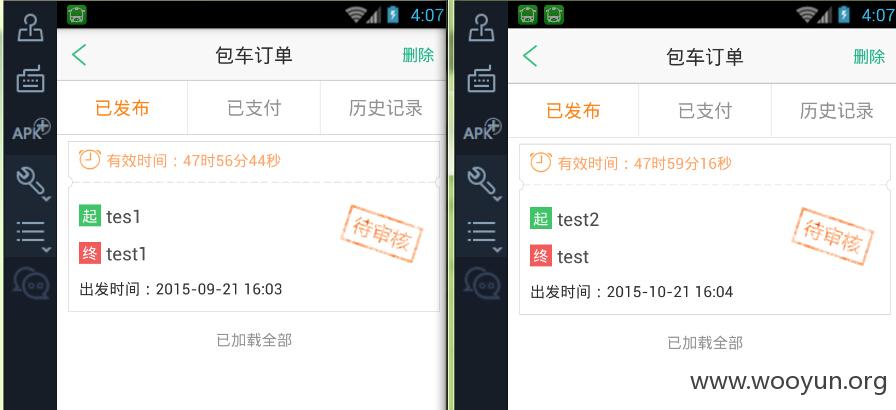 4:07
包车订单
删除
已发布
已支付
历史记录
APK
有效时间：47时56分44秒
起 tes1
待审核
终 test1
出发时间：2015-09-21 16:03
已加载全部
4:07
包车订单
删除
已发布
已支付
历史记录
APK
有效时间：47时59分16秒
起 test2
待审核
终 test
出发时间：2015-10-21 16:04
已加载全部
www.wooyun.org